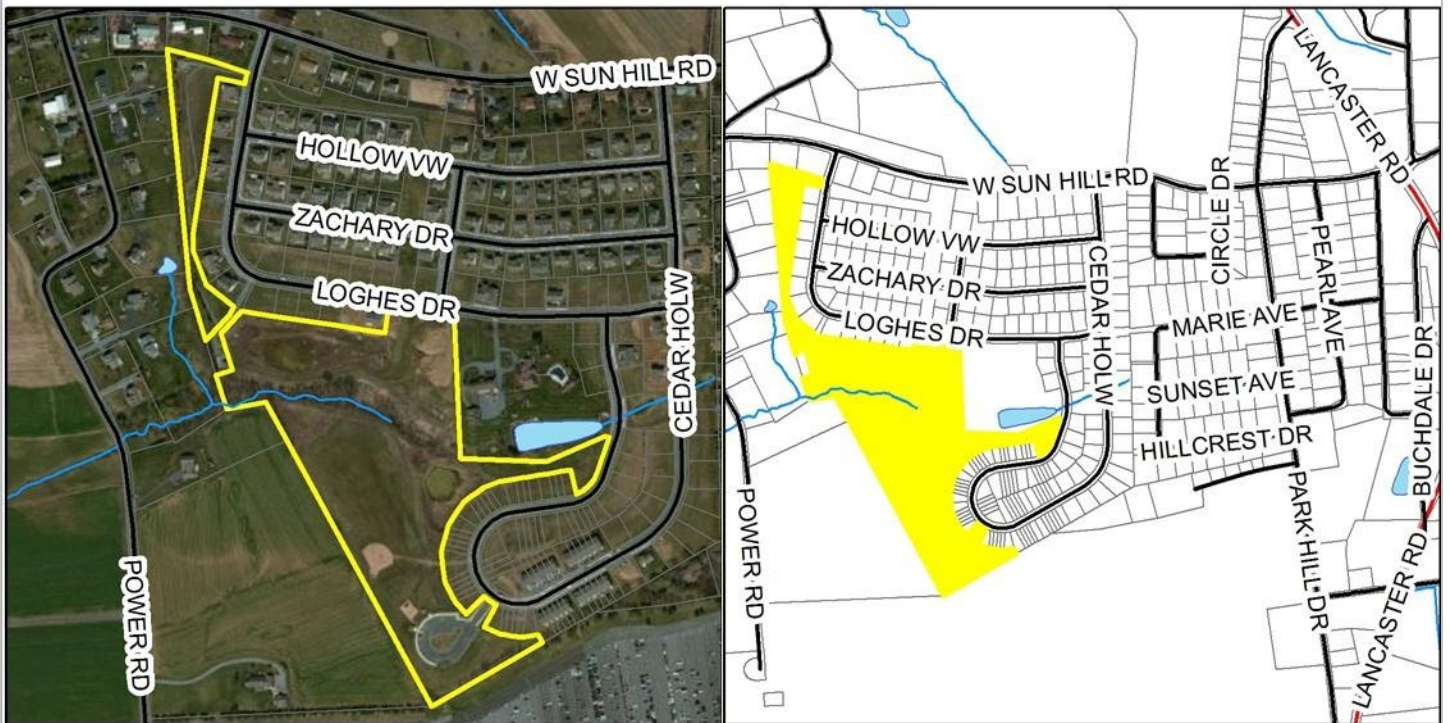 W SUN HILL RD
HOLLOW VW
ZACHARY DR
LOGHES DR
CEDAR HOLW
POWER RD
LANCASTER RD
W SUN HILL RD
CIRCLE DR
HOLLOW VW
PEARL AVE
ZACHARY DR
CEDAR HOLW
LOGHES DR
MARIE AVE
SUNSET AVE
BUCHDALE DR
HILLCREST DR
POWER RD
PARK HILL DR
LANCASTER RD